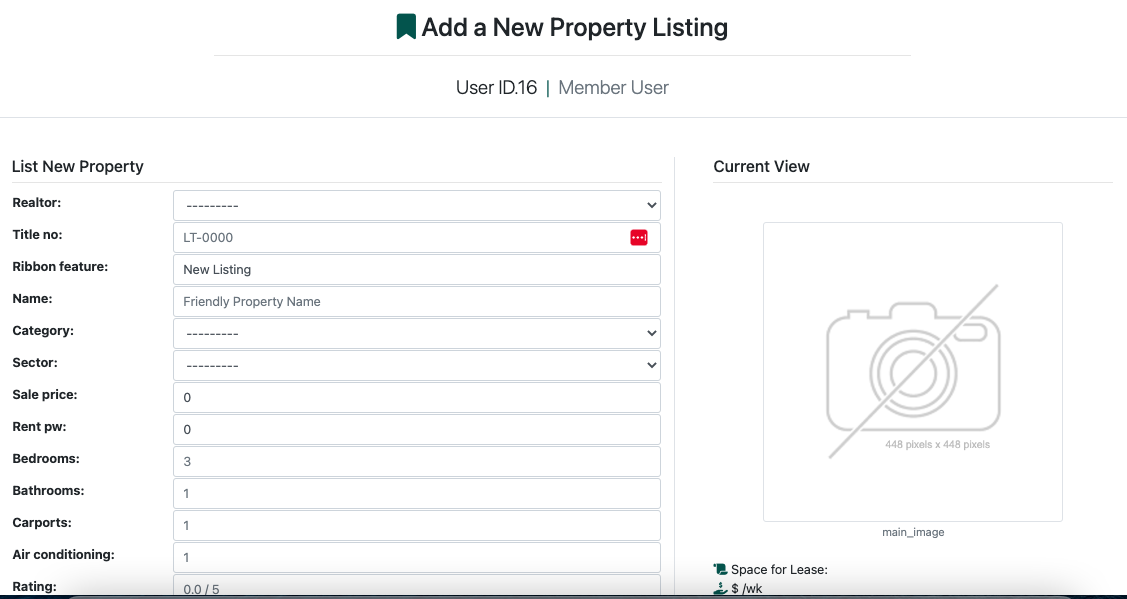 Add a New Property Listing
User ID.16 | Member User
List New Property
Realtor:
---------
Title no:
LT-0000
Ribbon feature:
New Listing
Name:
Friendly Property Name
Category:
---------
Sector:
---------
Sale price:
0
Rent pw:
0
Bedrooms:
3
Bathrooms:
1
Carports:
1
Air conditioning:
1
Rating:
0.0 / 5
Current View
448 pixels x 448 pixels
main_image
Space for Lease:
$ /wk